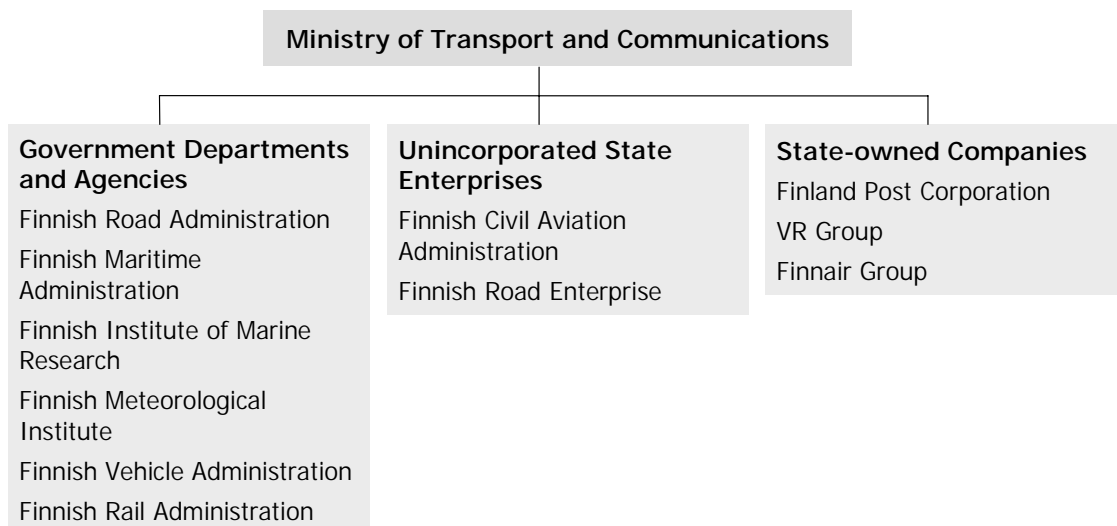 Ministry of Transport and Communications
Government Departments
and Agencies
Finnish Road Administration
Finnish Maritime
Administration
Finnish Institute of Marine
Research
Finnish Meteorological
Institute
Finnish Vehicle Administration
Finnish Rail Administration
Unincorporated State
Enterprises
Finnish Civil Aviation
Administration
Finnish Road Enterprise
State-owned Companies
Finland Post Corporation
VR Group
Finnair Group